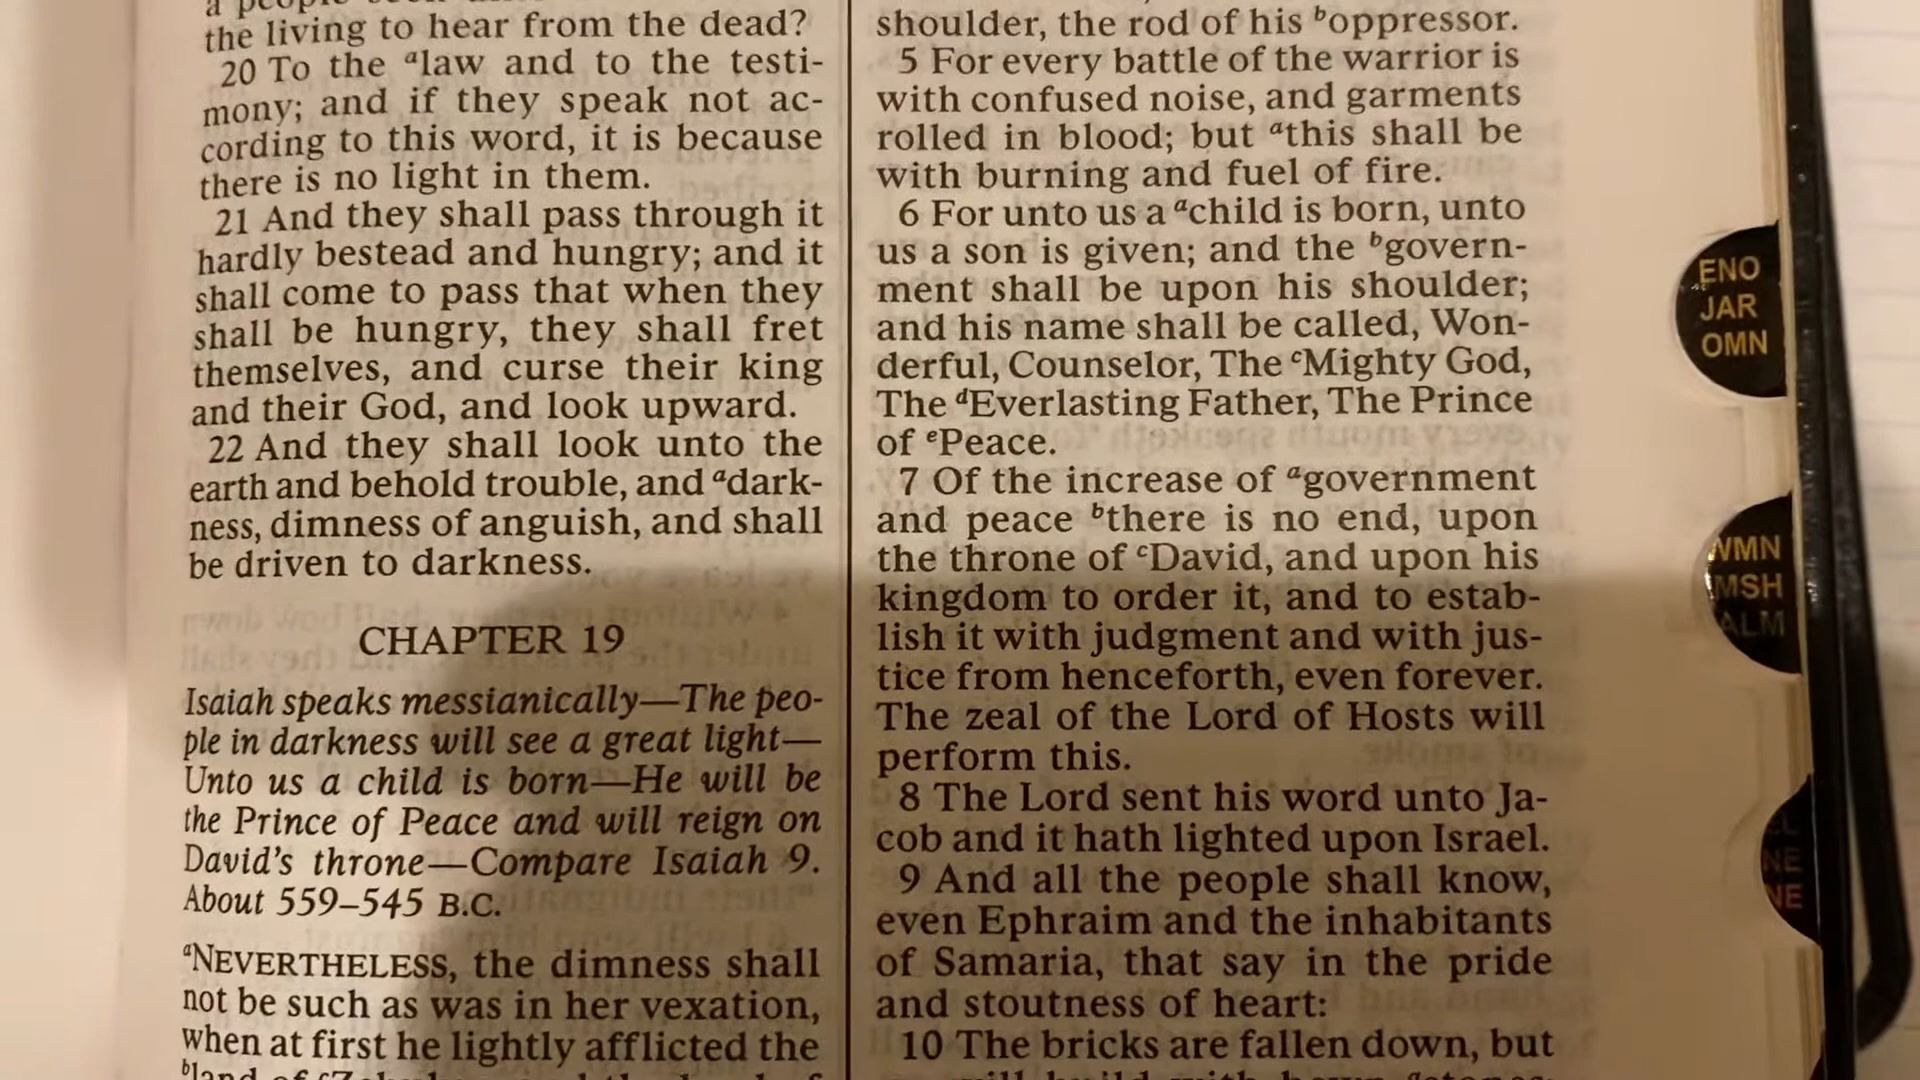 the living to hear from the dead?
20 To the ᵃlaw and to the testi-
mony; and if they speak not ac-
cording to this word, it is because
there is no light in them.
21 And they shall pass through it
hardly bestead and hungry; and it
shall come to pass that when they
shall be hungry, they shall fret
themselves, and curse their king
and their God, and look upward.
22 And they shall look unto the
earth and behold trouble, and ᵃdark-
ness, dimness of anguish, and shall
be driven to darkness.
CHAPTER 19
Isaiah speaks messianically—The peo-
ple in darkness will see a great light—
Unto us a child is born—He will be
the Prince of Peace and will reign on
David’s throne—Compare Isaiah 9.
About 559–545 B.C.
ᵃNEVERTHELESS, the dimness shall
not be such as was in her vexation,
when at first he lightly afflicted the
shoulder, the rod of his ᵇoppressor.
5 For every battle of the warrior is
with confused noise, and garments
rolled in blood; but ᵃthis shall be
with burning and fuel of fire.
6 For unto us a ᵃchild is born, unto
us a son is given; and the ᵇgovern-
ment shall be upon his shoulder;
and his name shall be called, Won-
derful, Counselor, The ᶜMighty God,
The ᵈEverlasting Father, The Prince
of ᵉPeace.
7 Of the increase of ᵃgovernment
and peace ᵇthere is no end, upon
the throne of ᶜDavid, and upon his
kingdom to order it, and to estab-
lish it with judgment and with jus-
tice from henceforth, even forever.
The zeal of the Lord of Hosts will
perform this.
8 The Lord sent his word unto Ja-
cob and it hath lighted upon Israel.
9 And all the people shall know,
even Ephraim and the inhabitants
of Samaria, that say in the pride
and stoutness of heart:
10 The bricks are fallen down, but
ENO
JAR
OMN
WMN
MSH
ALM
NE
NE